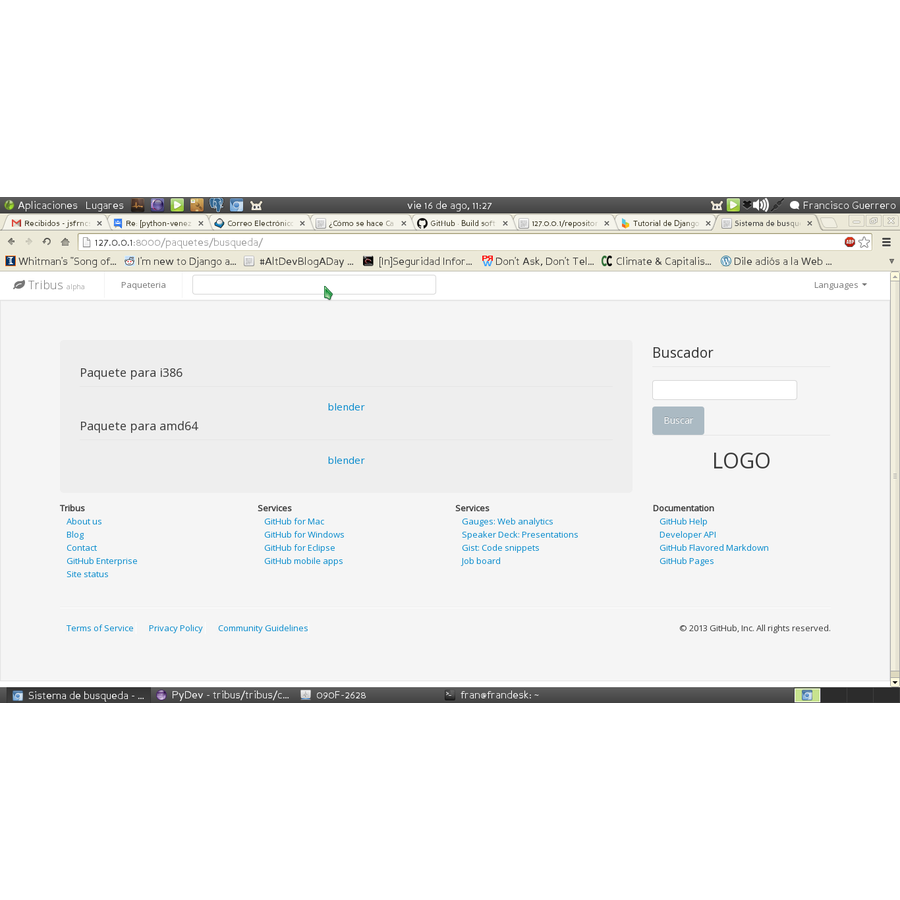 Aplicaciones Lugares vie 16 de ago, 11:27 Francisco Guerrero
Recibidos - jsfrnc Re: [python-venez Correo Electrónic ¿Cómo se hace Ca GitHub · Build soft 127.0.0.1/repositor Tutorial de Django Sistema de busque
127.0.0.1:8000/paquetes/busqueda/ ABP
Whitman's "Song of... I'm new to Django a... #AltDevBlogADay ... [In]Seguridad Infor... Don't Ask, Don't Tel... Climate & Capitalis... Dile adiós a la Web ...
Tribus alpha Paqueteria Languages
Buscador
Paquete para i386
blender
Paquete para amd64
Buscar
blender
LOGO
Tribus Services Services Documentation
About us GitHub for Mac Gauges: Web analytics GitHub Help
Blog GitHub for Windows Speaker Deck: Presentations Developer API
Contact GitHub for Eclipse Gist: Code snippets GitHub Flavored Markdown
GitHub Enterprise GitHub mobile apps Job board GitHub Pages
Site status
Terms of Service Privacy Policy Community Guidelines © 2013 GitHub, Inc. All rights reserved.
Sistema de busqueda - ... PyDev - tribus/tribus/c... 090F-2628 fran@frandesk: ~